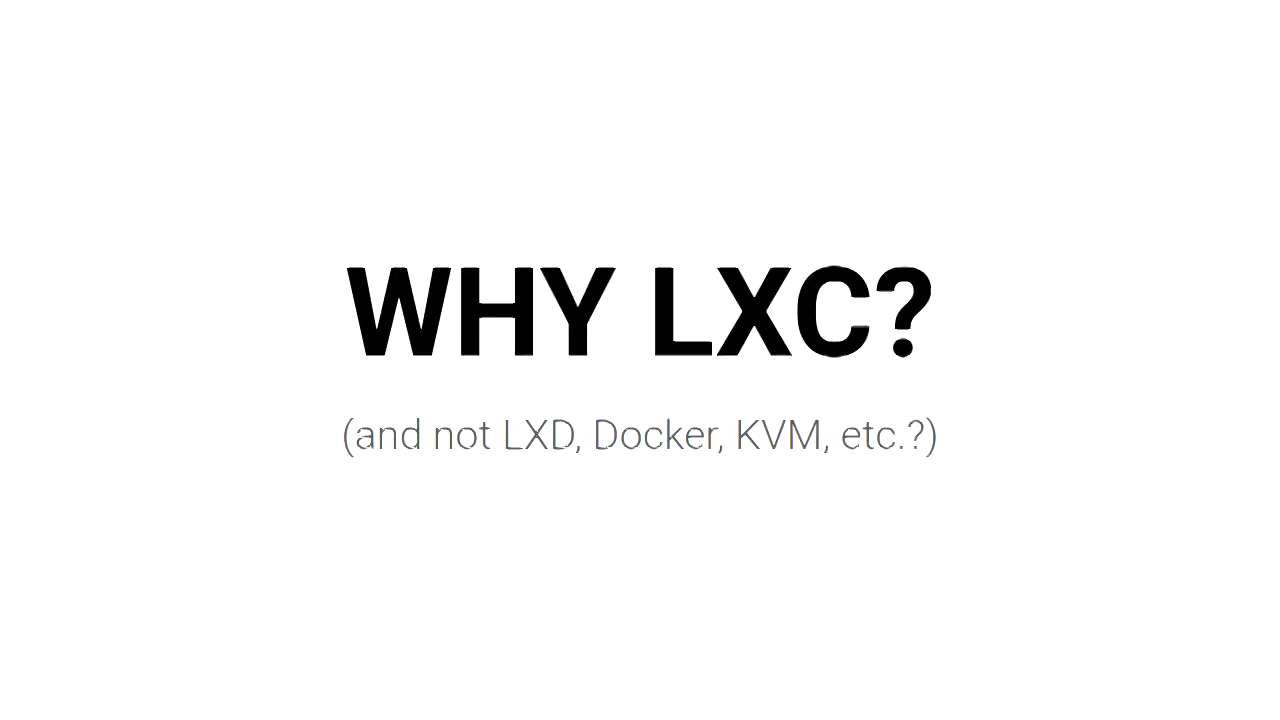 WHY LXC?
(and not LXD, Docker, KVM, etc.?)